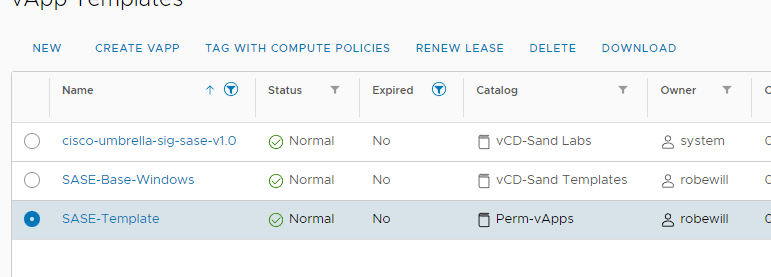 vApp Templates
NEW CREATE VAPP TAG WITH COMPUTE POLICIES RENEW LEASE DELETE DOWNLOAD
Name Status Expired Catalog Owner
cisco-umbrella-sig-sase-v1.0 Normal No vCD-Sand Labs system
SASE-Base-Windows Normal No vCD-Sand Templates robewill
SASE-Template Normal No Perm-vApps robewill